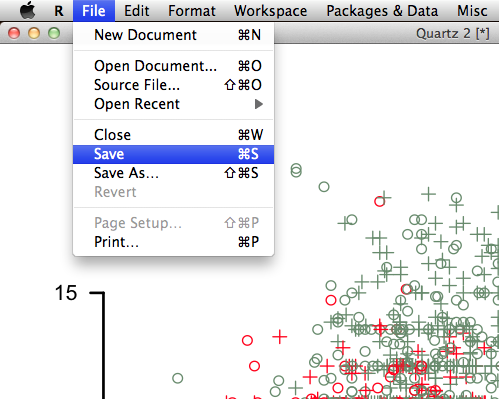 R File Edit Format Workspace Packages & Data Misc
Quartz 2 [*]
New Document ⌘N
Open Document... ⌘O
Source File... ⇧⌘O
Open Recent ▶
Close ⌘W
Save ⌘S
Save As... ⇧⌘S
Revert
Page Setup... ⇧⌘P
Print... ⌘P
15